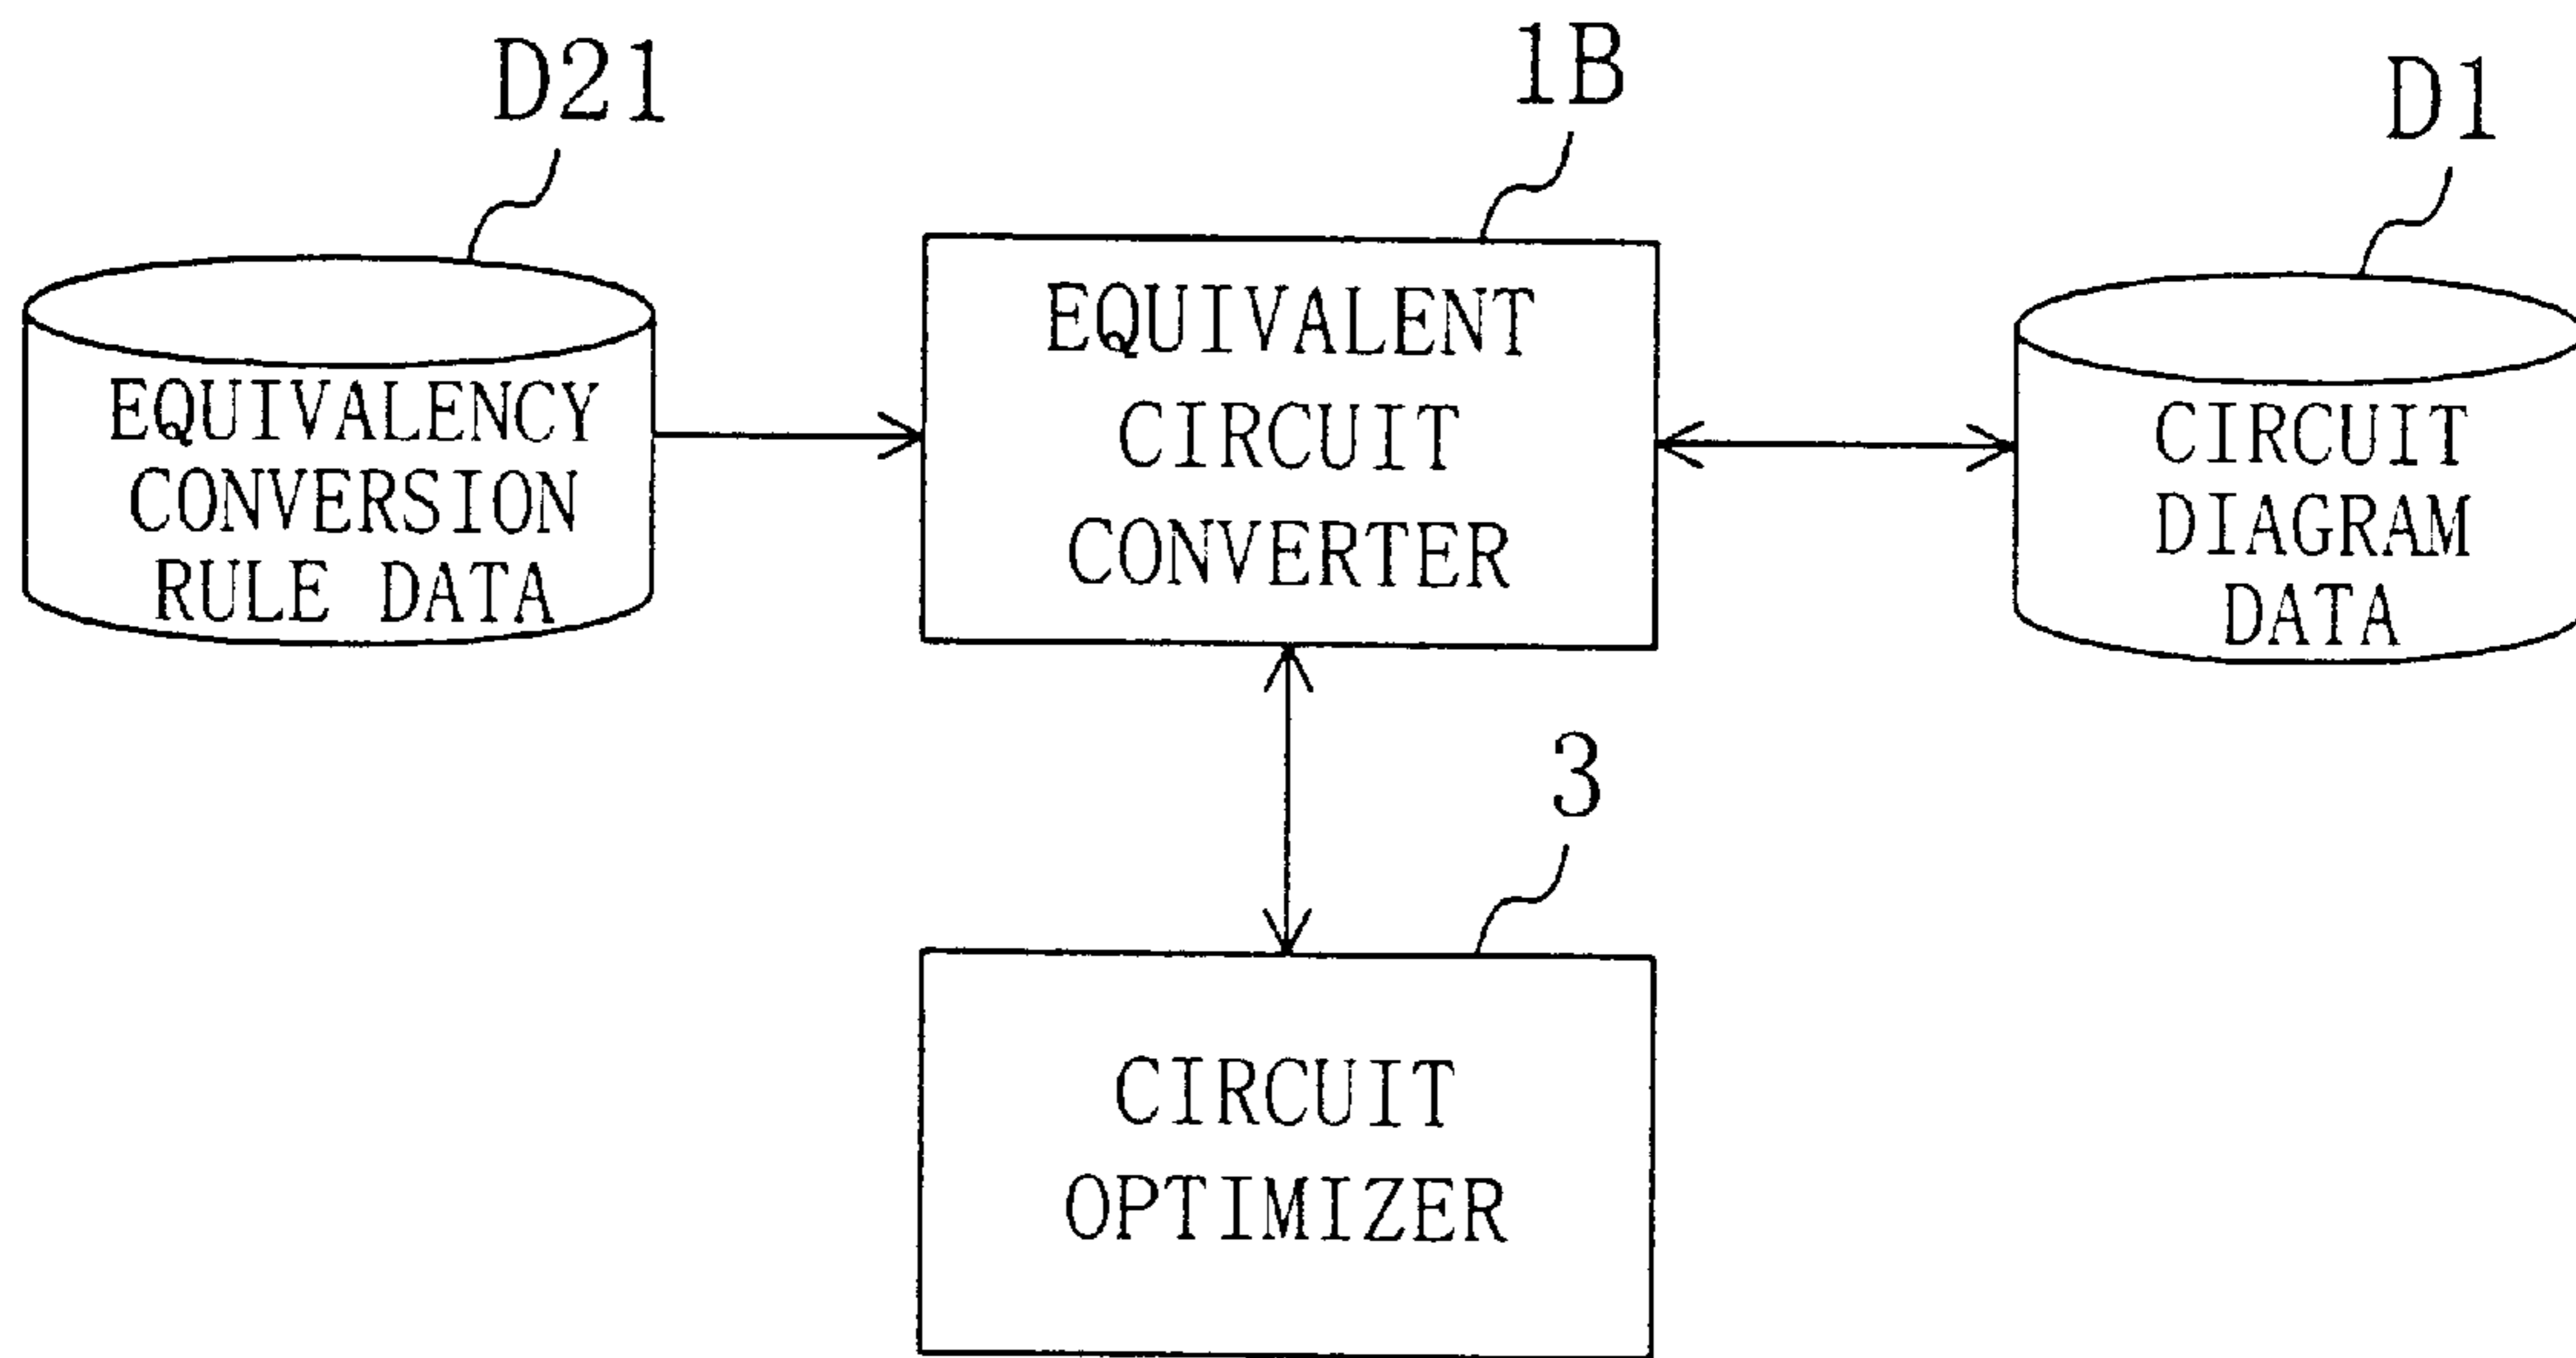 D21
1B
D1
EQUIVALENCY
CONVERSION
RULE DATA
EQUIVALENT
CIRCUIT
CONVERTER
CIRCUIT
DIAGRAM
DATA
3
CIRCUIT
OPTIMIZER